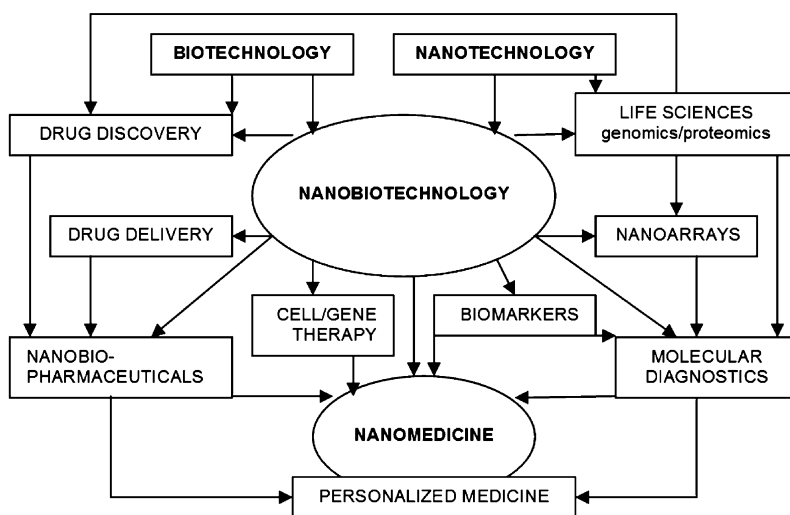 BIOTECHNOLOGY
NANOTECHNOLOGY
DRUG DISCOVERY
LIFE SCIENCES
genomics/proteomics
NANOBIOTECHNOLOGY
DRUG DELIVERY
NANOARRAYS
CELL/GENE
THERAPY
BIOMARKERS
NANOBIO-
PHARMACEUTICALS
MOLECULAR
DIAGNOSTICS
NANOMEDICINE
PERSONALIZED MEDICINE